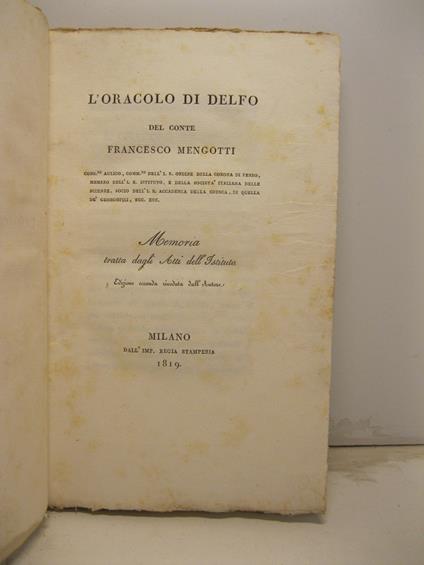 L'ORACOLO DI DELFO
DEL CONTE
FRANCESCO MENGOTTI
CONS.RE AULICO, COMM.RE DELL'I. R. ORDINE DELLA CORONA DI FERRO,
MEMBRO DELL'I. R. ISTITUTO, E DELLA SOCIETA' ITALIANA DELLE
SCIENZE, SOCIO DELL'I. R. ACCADEMIA DELLA CRUSCA, DI QUELLA
DE' GEORGOFILI, ECC. ECC.
Memoria
tratta dagli Atti dell'Istituto
Edizione seconda riveduta dall'Autore.
MILANO
DALL'IMP. REGIA STAMPERIA
1819.